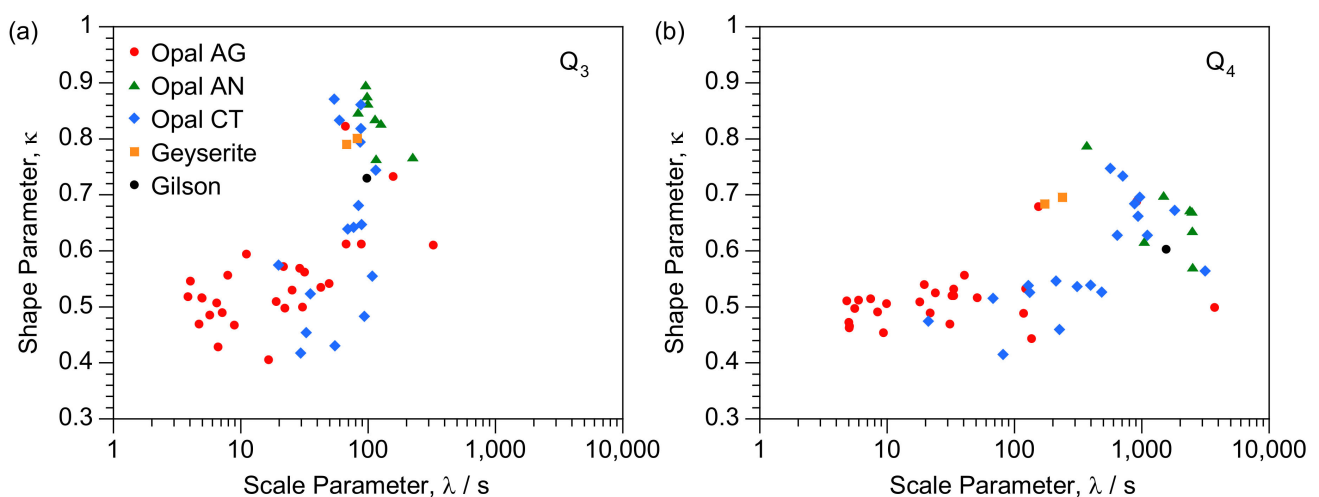 (a)
Shape Parameter, κ
1
0.9
0.8
0.7
0.6
0.5
0.4
0.3
Opal AG
Opal AN
Opal CT
Geyserite
Gilson
Q₃
1 10 100 1,000 10,000
Scale Parameter, λ / s
(b)
Shape Parameter, κ
1
0.9
0.8
0.7
0.6
0.5
0.4
0.3
Q₄
1 10 100 1,000 10,000
Scale Parameter, λ / s